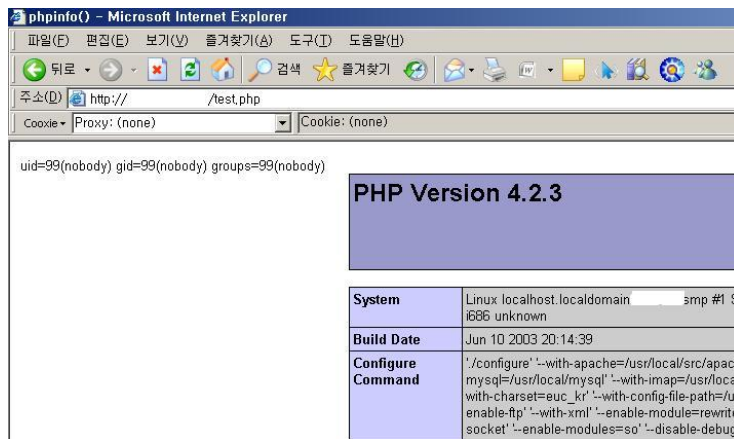 phpinfo() - Microsoft Internet Explorer
파일(F) 편집(E) 보기(V) 즐겨찾기(A) 도구(T) 도움말(H)
뒤로 검색 즐겨찾기
주소(D) http:// /test.php
Cooxie Proxy: (none) Cookie: (none)
uid=99(nobody) gid=99(nobody) groups=99(nobody)
PHP Version 4.2.3
System Linux localhost.localdomain smp #1
i686 unknown
Build Date Jun 10 2003 20:14:39
Configure Command './configure' '--with-apache=/usr/local/src/apac
mysql=/usr/local/mysql' '--with-imap=/usr/loca
with-charset=euc_kr' '--with-config-file-path=/u
enable-ftp' '--with-xml' '--enable-module=rewrite
socket' '--enable-modules=so' '--disable-debug